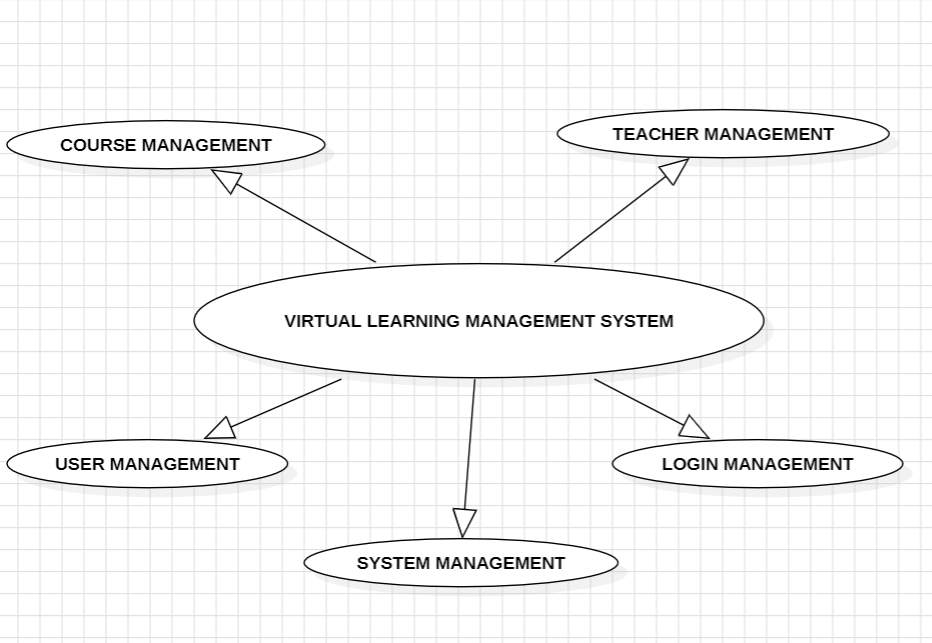 COURSE MANAGEMENT
TEACHER MANAGEMENT
VIRTUAL LEARNING MANAGEMENT SYSTEM
USER MANAGEMENT
LOGIN MANAGEMENT
SYSTEM MANAGEMENT